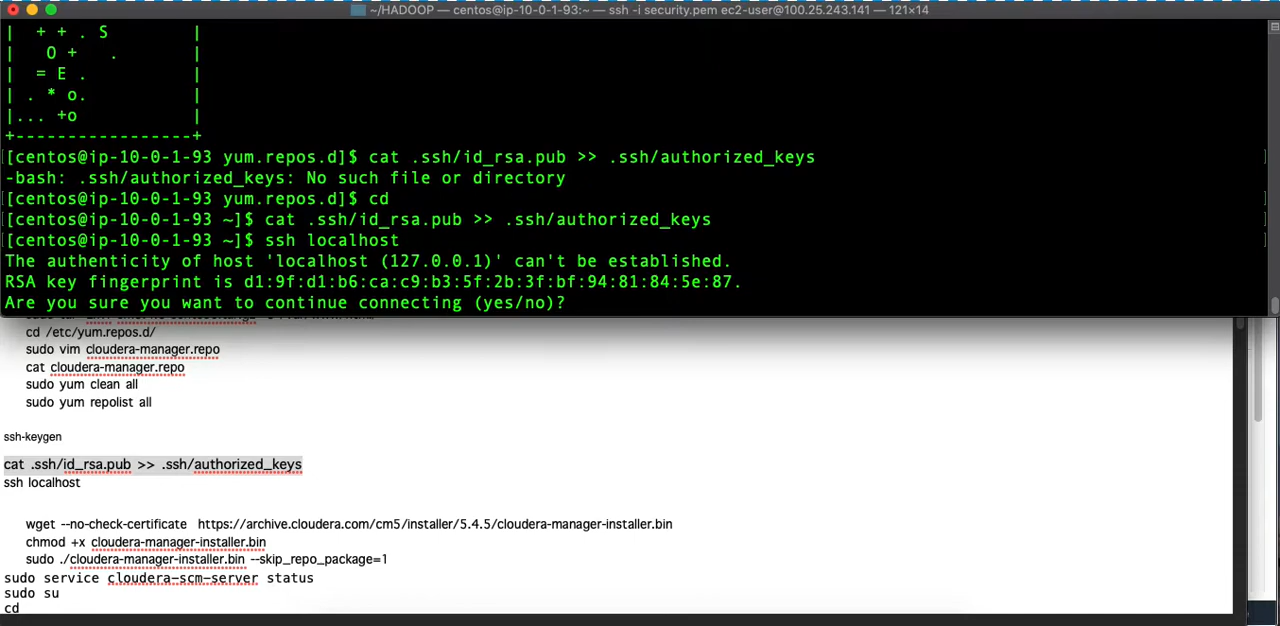 ~/HADOOP — centos@ip-10-0-1-93:~ — ssh -i security.pem ec2-user@100.25.243.141 — 121×14
|  + + . S        |
|   O +   .       |
|  = E .          |
| . * o.          |
|... +o           |
+-----------------+
[centos@ip-10-0-1-93 yum.repos.d]$ cat .ssh/id_rsa.pub >> .ssh/authorized_keys
-bash: .ssh/authorized_keys: No such file or directory
[centos@ip-10-0-1-93 yum.repos.d]$ cd
[centos@ip-10-0-1-93 ~]$ cat .ssh/id_rsa.pub >> .ssh/authorized_keys
[centos@ip-10-0-1-93 ~]$ ssh localhost
The authenticity of host 'localhost (127.0.0.1)' can't be established.
RSA key fingerprint is d1:9f:d1:b6:ca:c9:b3:5f:2b:3f:bf:94:81:84:5e:87.
Are you sure you want to continue connecting (yes/no)?
cd /etc/yum.repos.d/
sudo vim cloudera-manager.repo
cat cloudera-manager.repo
sudo yum clean all
sudo yum repolist all
ssh-keygen
cat .ssh/id_rsa.pub >> .ssh/authorized_keys
ssh localhost
wget --no-check-certificate https://archive.cloudera.com/cm5/installer/5.4.5/cloudera-manager-installer.bin
chmod +x cloudera-manager-installer.bin
sudo ./cloudera-manager-installer.bin --skip_repo_package=1
sudo service cloudera-scm-server status
sudo su
cd